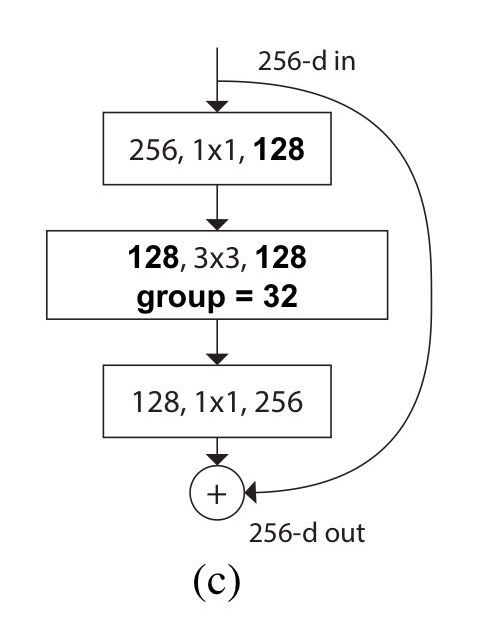 256-d in
256, 1x1, 128
128, 3x3, 128
group = 32
128, 1x1, 256
+
256-d out
(c)